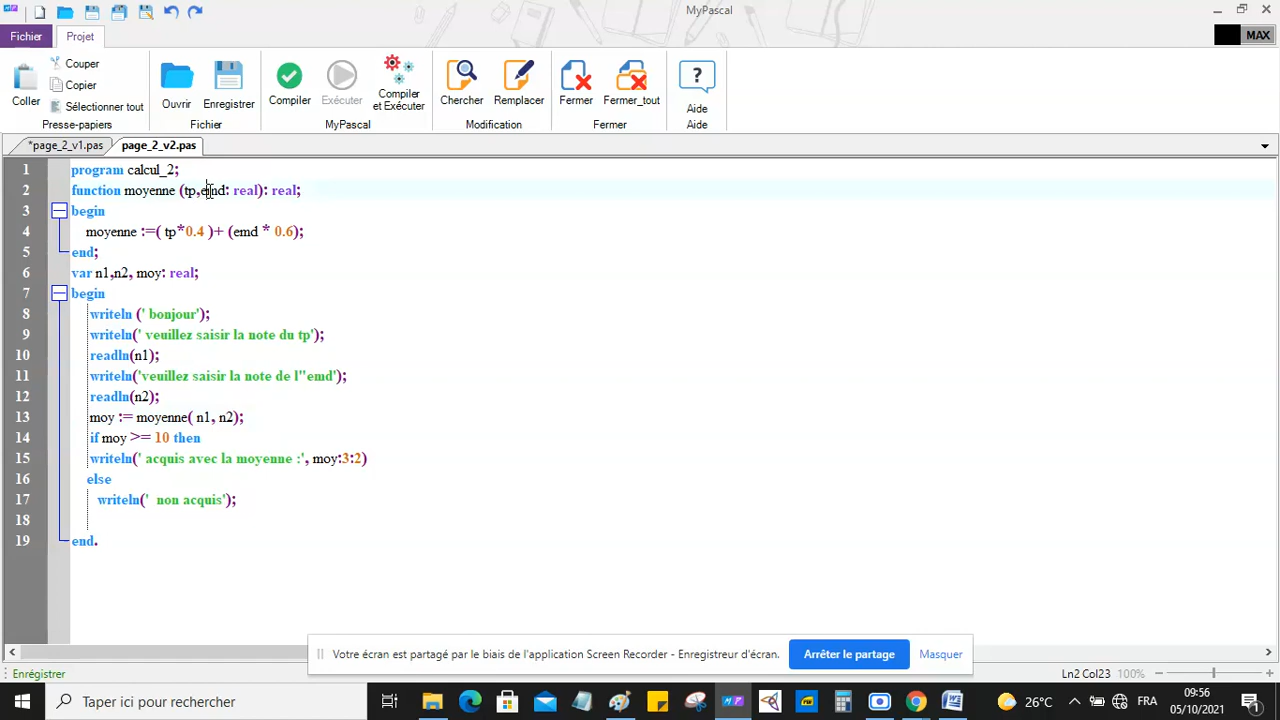 MyPascal
Fichier
Projet
MAX
Coller
Couper
Copier
Sélectionner tout
Presse-papiers
Ouvrir
Enregistrer
Fichier
Compiler
Exécuter
Compiler
et Exécuter
MyPascal
Chercher
Remplacer
Modification
Fermer
Fermer_tout
Fermer
Aide
Aide
*page_2_v1.pas
page_2_v2.pas
1 program calcul_2;
2 function moyenne (tp,emd: real): real;
3 begin
4 moyenne :=( tp*0.4 )+ (emd * 0.6);
5 end;
6 var n1,n2, moy: real;
7 begin
8 writeln (' bonjour');
9 writeln(' veuillez saisir la note du tp');
10 readln(n1);
11 writeln('veuillez saisir la note de l''emd');
12 readln(n2);
13 moy := moyenne( n1, n2);
14 if moy >= 10 then
15 writeln(' acquis avec la moyenne :', moy:3:2)
16 else
17 writeln('  non acquis');
18
19 end.
Votre écran est partagé par le biais de l'application Screen Recorder - Enregistreur d'écran.
Arrêter le partage
Masquer
Enrégistrer
Ln2 Col23
100%
Taper ici pour rechercher
26°C
FRA
09:56
05/10/2021
1